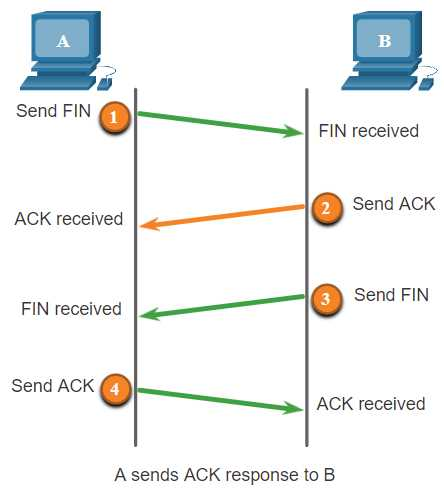 A
B
Send FIN
1
FIN received
2
Send ACK
ACK received
3
Send FIN
FIN received
Send ACK
4
ACK received
A sends ACK response to B